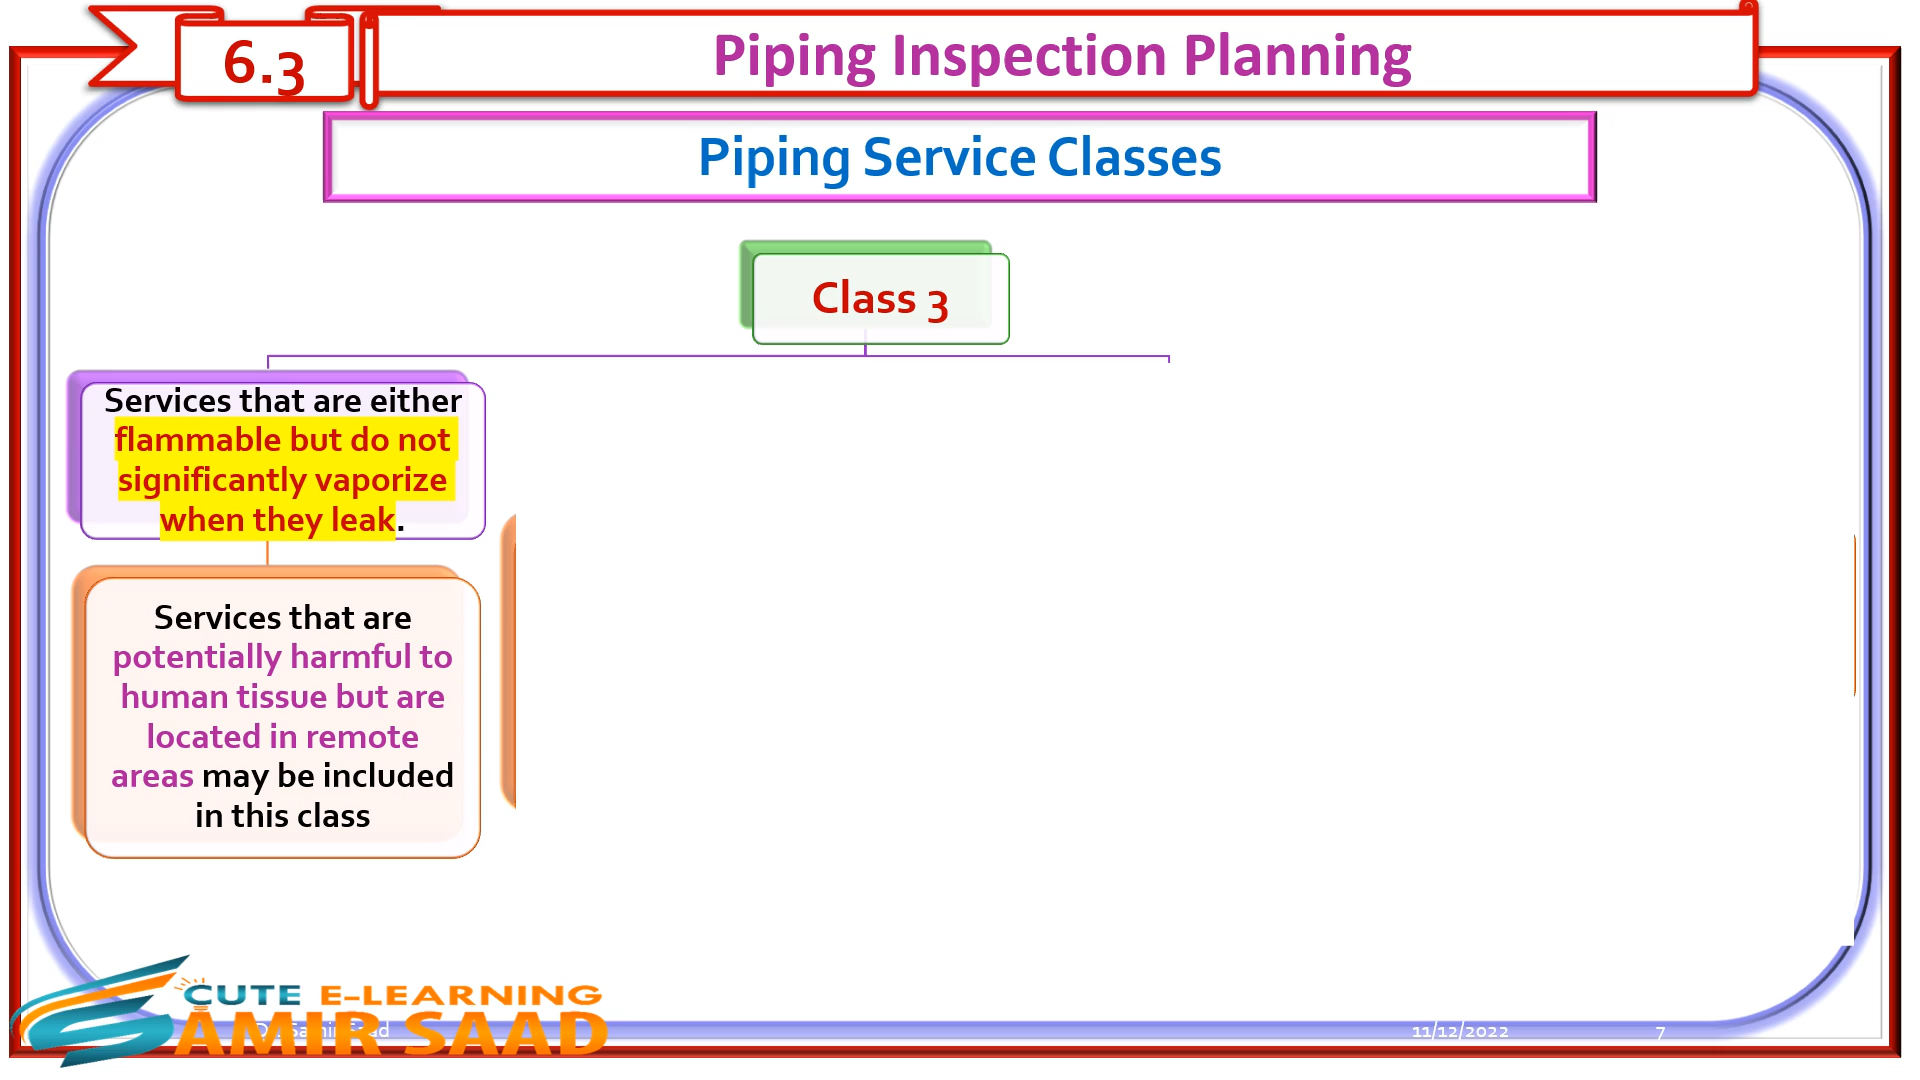 6.3
Piping Inspection Planning
Piping Service Classes
Class 3
Services that are either
flammable but do not
significantly vaporize
when they leak.
Services that are
potentially harmful to
human tissue but are
located in remote
areas may be included
in this class
CUTE E-LEARNING
AMIR SAAD
11/12/2022
7